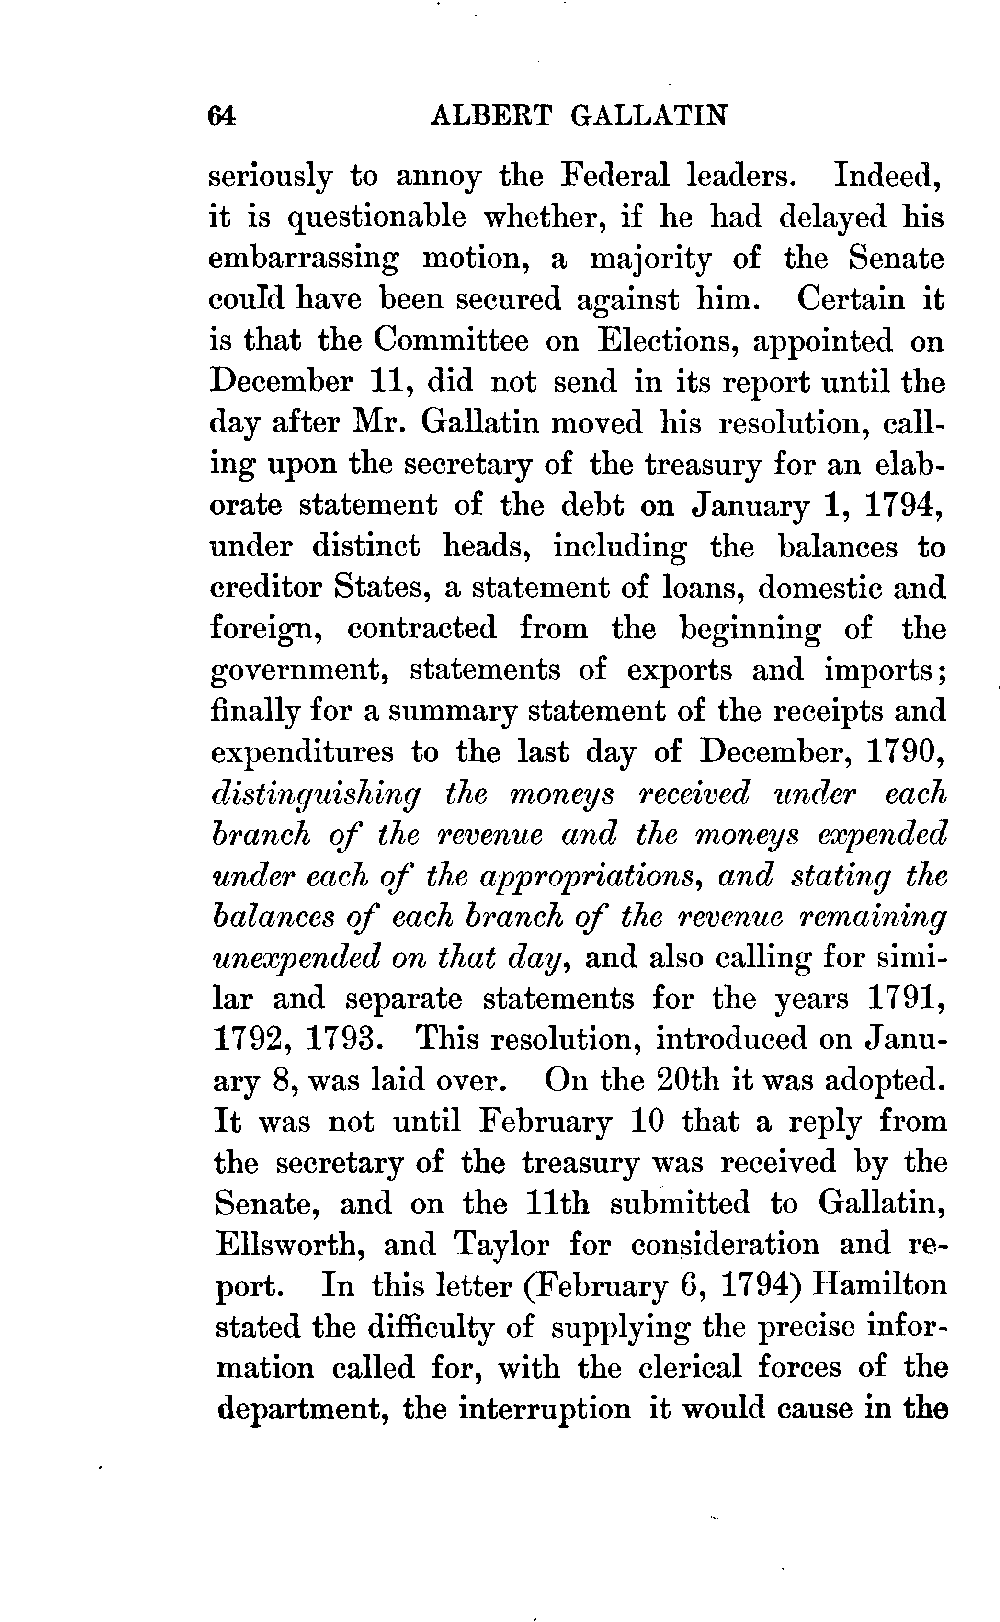 64 ALBERT GALLATIN
seriously to annoy the Federal leaders. Indeed,
it is questionable whether, if he had delayed his
embarrassing motion, a majority of the Senate
could have been secured against him. Certain it
is that the Committee on Elections, appointed on
December 11, did not send in its report until the
day after Mr. Gallatin moved his resolution, call-
ing upon the secretary of the treasury for an elab-
orate statement of the debt on January 1, 1794,
under distinct heads, including the balances to
creditor States, a statement of loans, domestic and
foreign, contracted from the beginning of the
government, statements of exports and imports;
finally for a summary statement of the receipts and
expenditures to the last day of December, 1790,
distinguishing the moneys received under each
branch of the revenue and the moneys expended
under each of the appropriations, and stating the
balances of each branch of the revenue remaining
unexpended on that day, and also calling for simi-
lar and separate statements for the years 1791,
1792, 1793. This resolution, introduced on Janu-
ary 8, was laid over. On the 20th it was adopted.
It was not until February 10 that a reply from
the secretary of the treasury was received by the
Senate, and on the 11th submitted to Gallatin,
Ellsworth, and Taylor for consideration and re-
port. In this letter (February 6, 1794) Hamilton
stated the difficulty of supplying the precise infor-
mation called for, with the clerical forces of the
department, the interruption it would cause in the